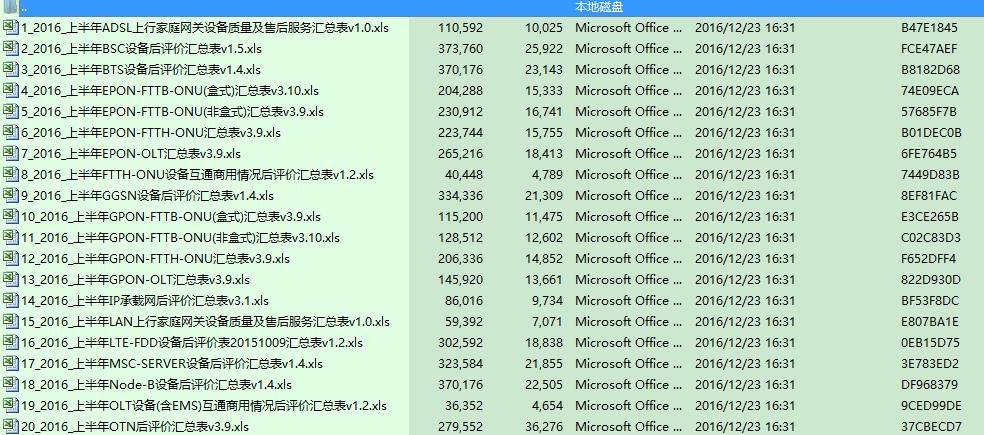 .. 本地磁盘
1_2016_上半年ADSL上行家庭网关设备质量及售后服务汇总表v1.0.xls 110,592 10,025 Microsoft Office ... 2016/12/23 16:31 B47E1845
2_2016_上半年BSC设备后评价汇总表v1.5.xls 373,760 25,922 Microsoft Office ... 2016/12/23 16:31 FCE47AEF
3_2016_上半年BTS设备后评价汇总表v1.4.xls 370,176 23,143 Microsoft Office ... 2016/12/23 16:31 B8182D68
4_2016_上半年EPON-FTTB-ONU(盒式)汇总表v3.10.xls 204,288 15,333 Microsoft Office ... 2016/12/23 16:31 74E09ECA
5_2016_上半年EPON-FTTB-ONU(非盒式)汇总表v3.9.xls 230,912 16,741 Microsoft Office ... 2016/12/23 16:31 57685F7B
6_2016_上半年EPON-FTTH-ONU汇总表v3.9.xls 223,744 15,755 Microsoft Office ... 2016/12/23 16:31 B01DEC0B
7_2016_上半年EPON-OLT汇总表v3.9.xls 265,216 18,413 Microsoft Office ... 2016/12/23 16:31 6FE764B5
8_2016_上半年FTTH-ONU设备互通商用情况后评价汇总表v1.2.xls 40,448 4,789 Microsoft Office ... 2016/12/23 16:31 7449D83B
9_2016_上半年GGSN设备后评价汇总表v1.4.xls 334,336 21,309 Microsoft Office ... 2016/12/23 16:31 8EF81FAC
10_2016_上半年GPON-FTTB-ONU(盒式)汇总表v3.9.xls 115,200 11,475 Microsoft Office ... 2016/12/23 16:31 E3CE265B
11_2016_上半年GPON-FTTB-ONU(非盒式)汇总表v3.10.xls 128,512 12,602 Microsoft Office ... 2016/12/23 16:31 C02C83D3
12_2016_上半年GPON-FTTH-ONU汇总表v3.9.xls 206,336 14,852 Microsoft Office ... 2016/12/23 16:31 F652DFF4
13_2016_上半年GPON-OLT汇总表v3.9.xls 145,920 13,661 Microsoft Office ... 2016/12/23 16:31 822D930D
14_2016_上半年IP承载网后评价汇总表v3.1.xls 86,016 9,734 Microsoft Office ... 2016/12/23 16:31 BF53F8DC
15_2016_上半年LAN上行家庭网关设备质量及售后服务汇总表v1.0.xls 59,392 7,071 Microsoft Office ... 2016/12/23 16:31 E807BA1E
16_2016_上半年LTE-FDD设备后评价表20151009汇总表v1.2.xls 302,592 18,838 Microsoft Office ... 2016/12/23 16:31 0EB15D75
17_2016_上半年MSC-SERVER设备后评价汇总表v1.4.xls 323,584 21,855 Microsoft Office ... 2016/12/23 16:31 3E783ED2
18_2016_上半年Node-B设备后评价汇总表v1.4.xls 370,176 22,505 Microsoft Office ... 2016/12/23 16:31 DF968379
19_2016_上半年OLT设备(含EMS)互通商用情况后评价汇总表v1.2.xls 36,352 4,654 Microsoft Office ... 2016/12/23 16:31 9CED99DE
20_2016_上半年OTN后评价汇总表v3.9.xls 279,552 36,276 Microsoft Office ... 2016/12/23 16:31 37CBECD7